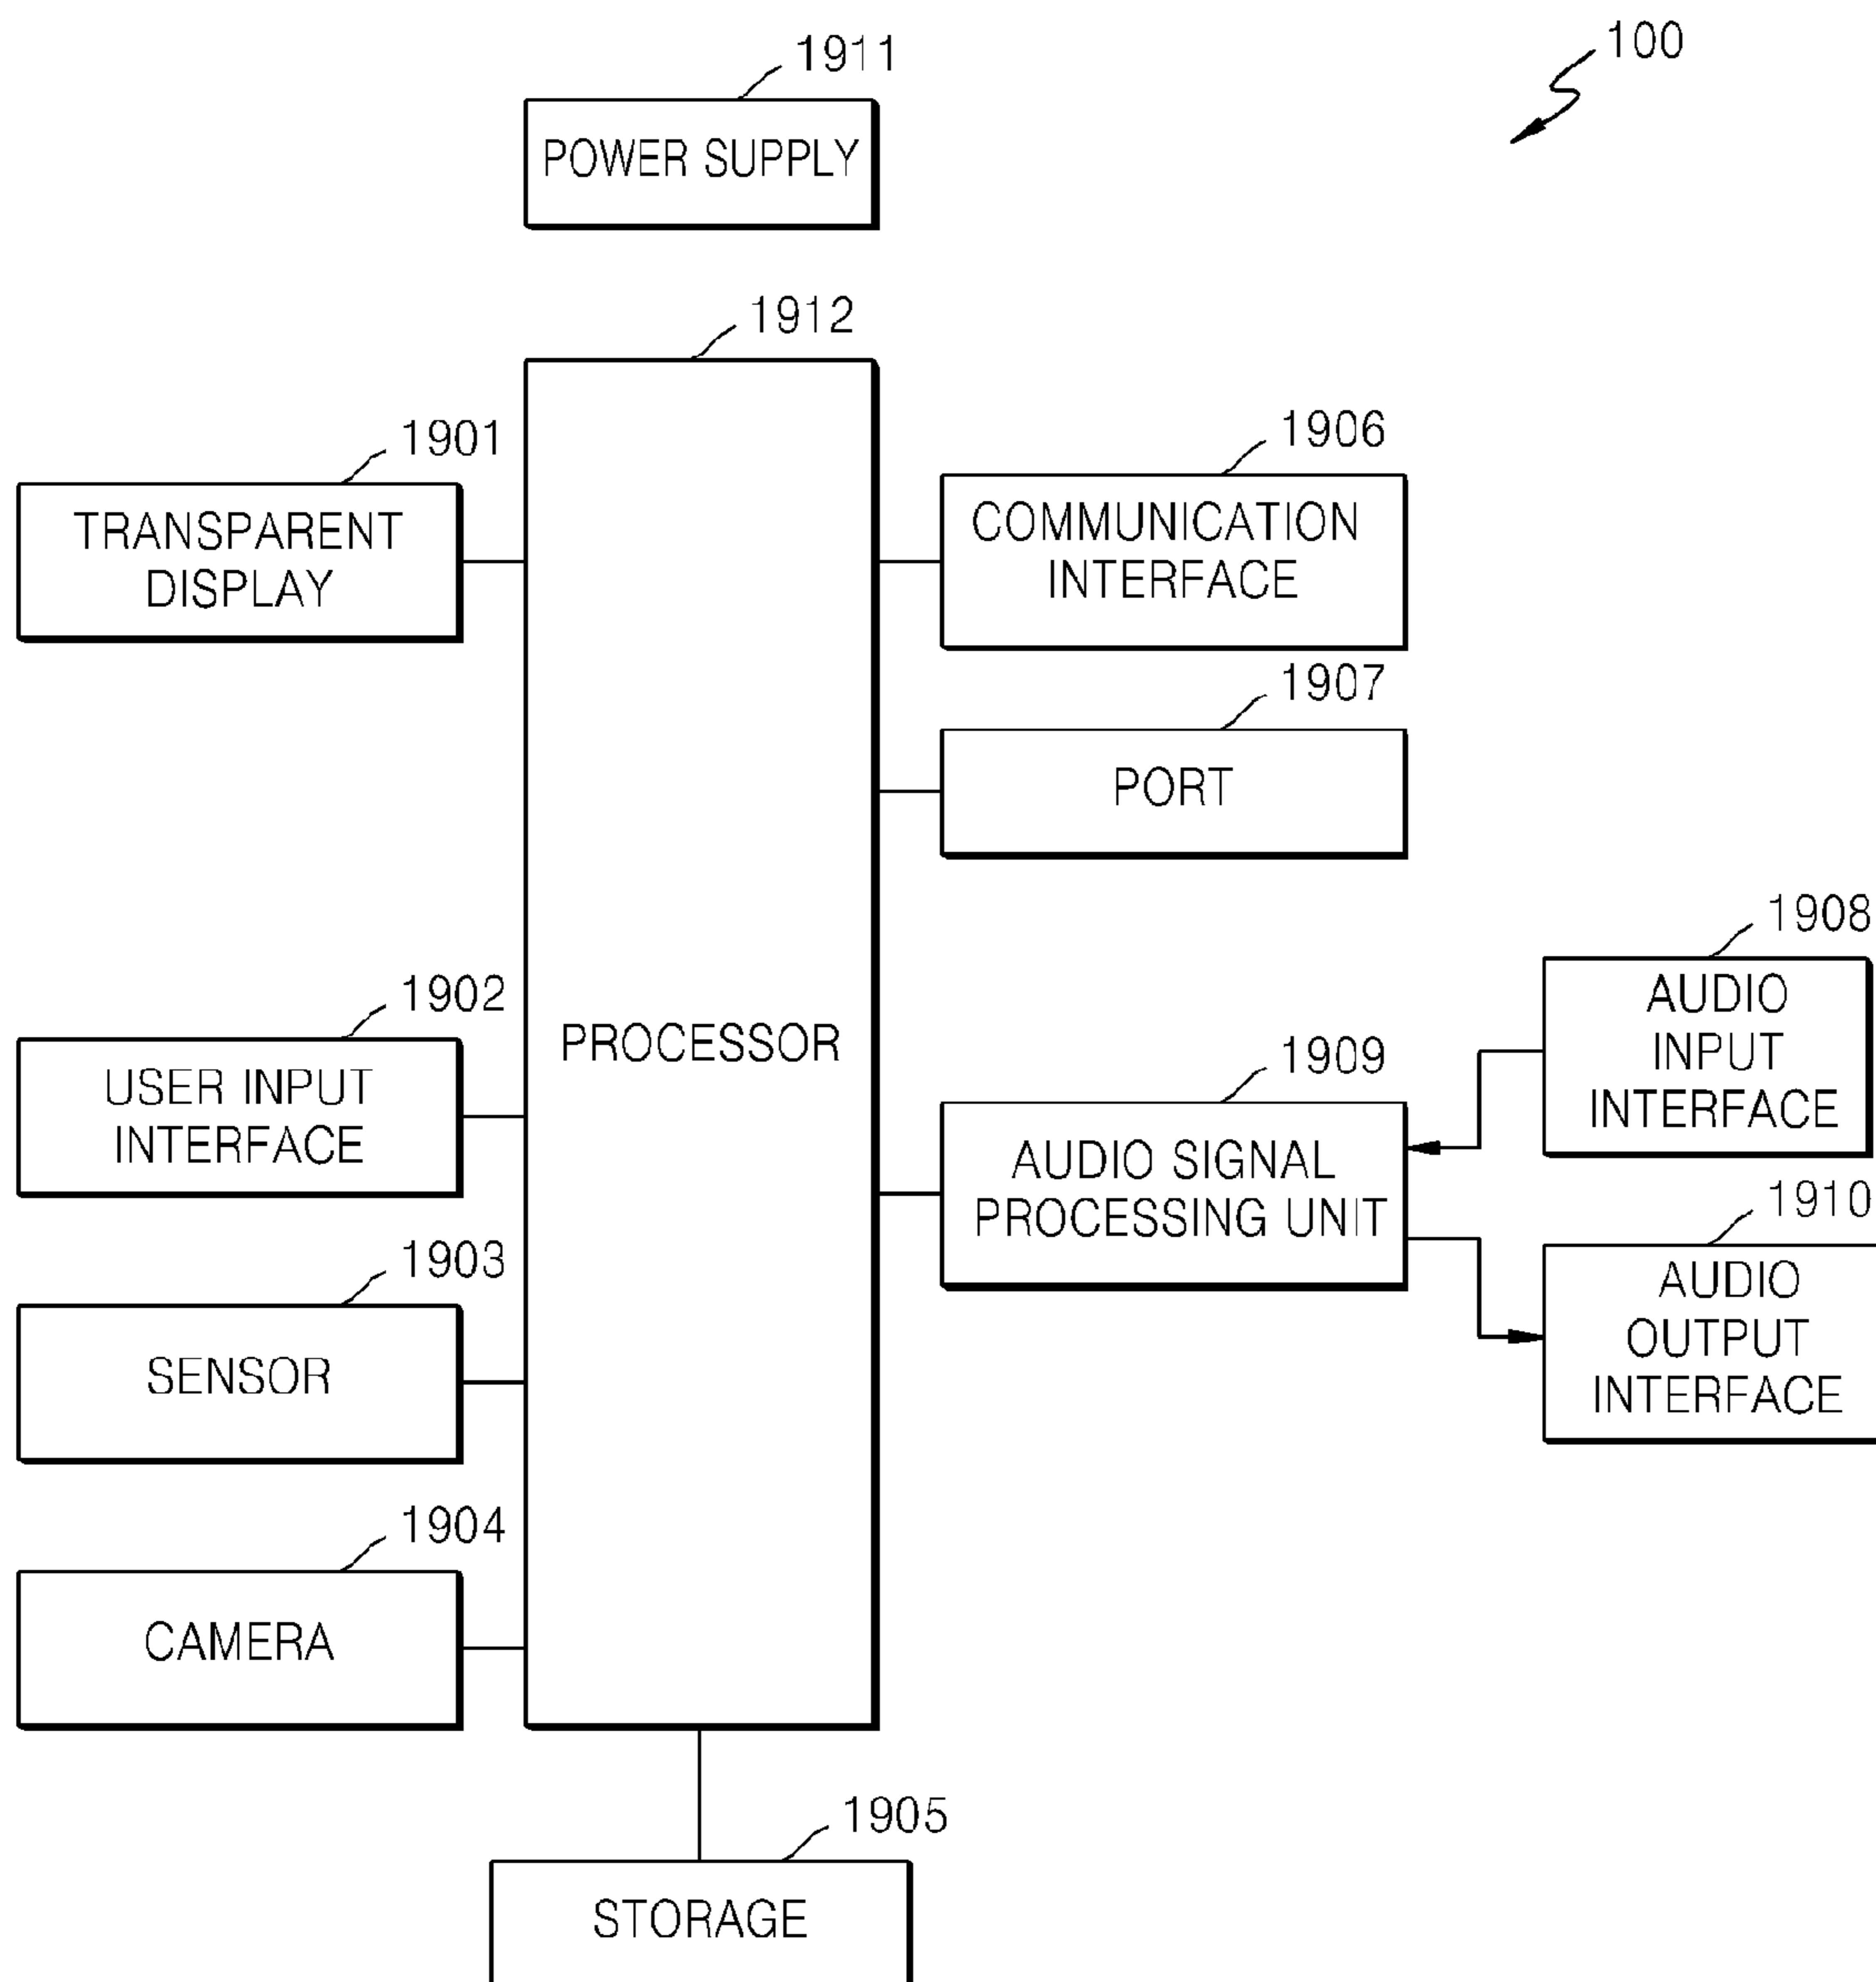 100
1911
POWER SUPPLY
1912
PROCESSOR
1901
TRANSPARENT
DISPLAY
1906
COMMUNICATION
INTERFACE
1907
PORT
1902
USER INPUT
INTERFACE
1908
AUDIO
INPUT
INTERFACE
1909
AUDIO SIGNAL
PROCESSING UNIT
1910
AUDIO
OUTPUT
INTERFACE
1903
SENSOR
1904
CAMERA
1905
STORAGE